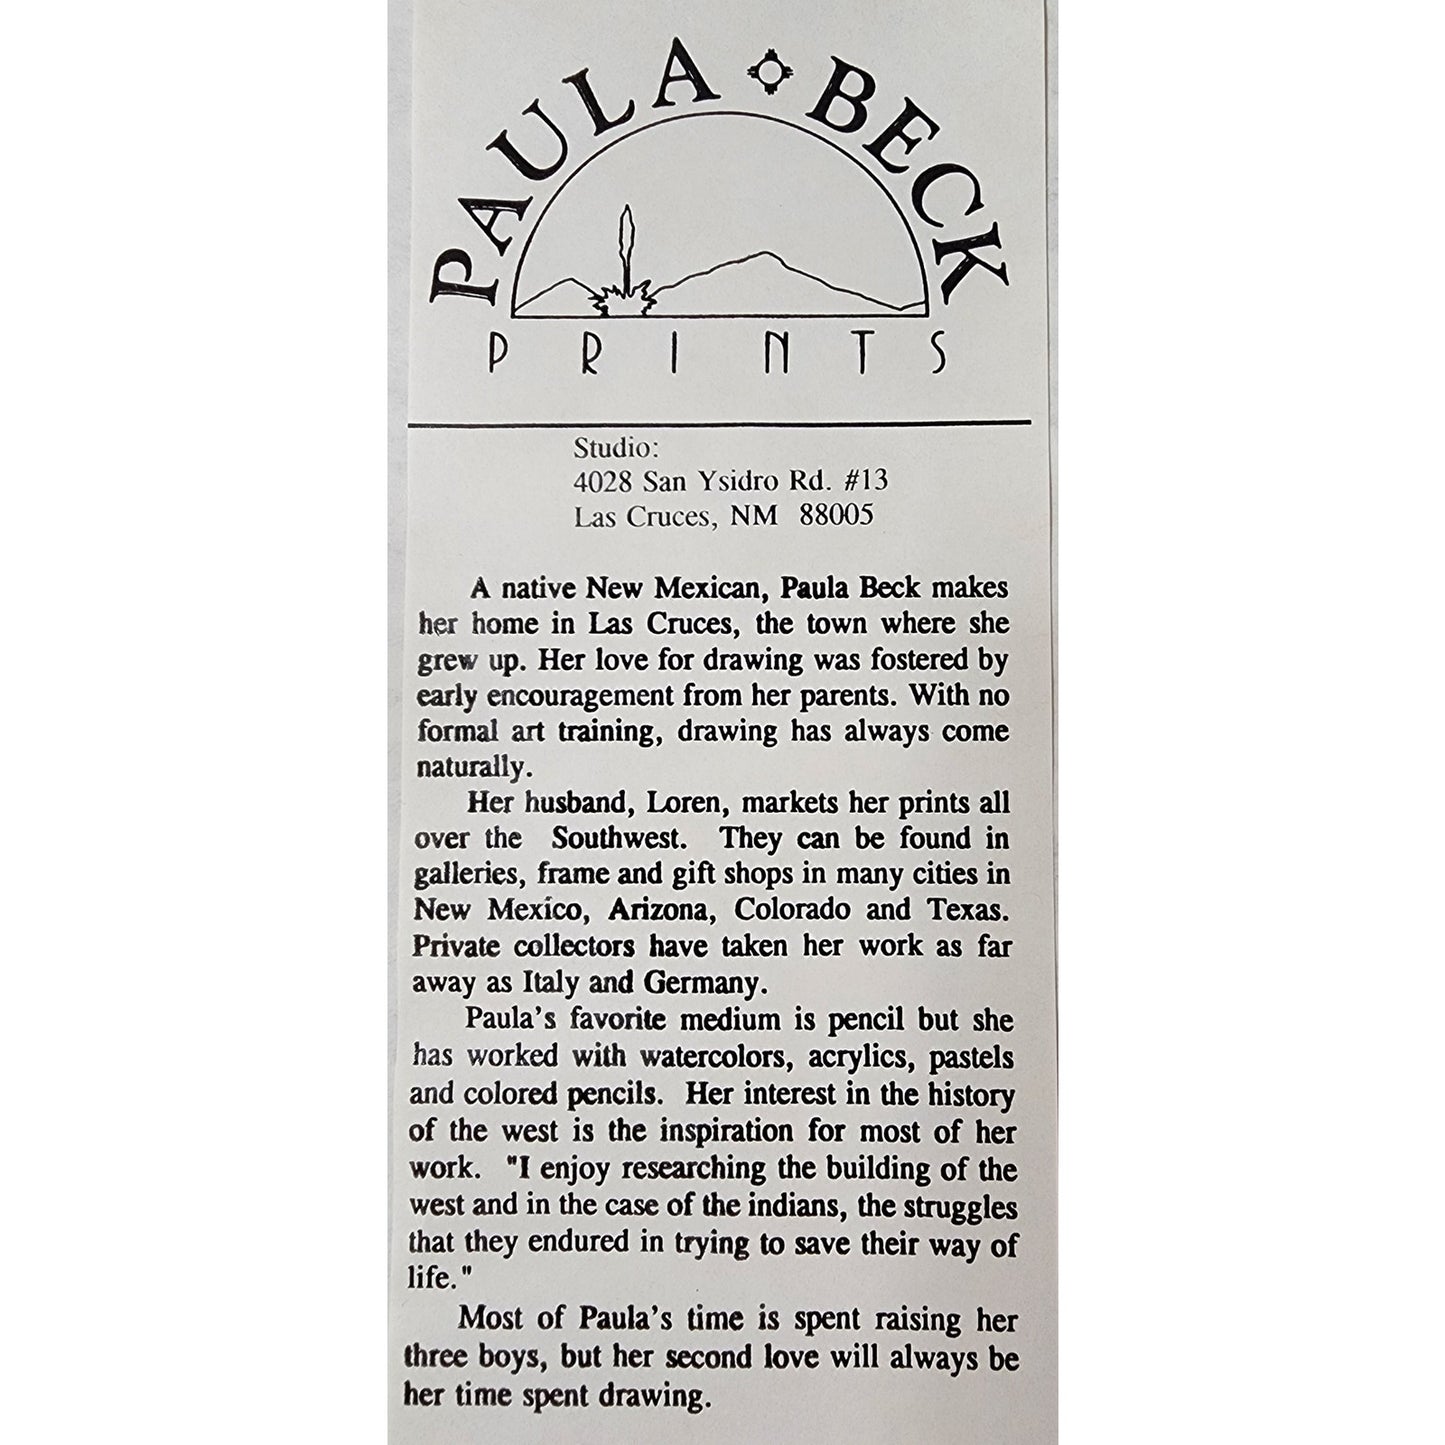 PAULA BECK
PRINTS
Studio:
4028 San Ysidro Rd. #13
Las Cruces, NM 88005
A native New Mexican, Paula Beck makes
her home in Las Cruces, the town where she
grew up. Her love for drawing was fostered by
early encouragement from her parents. With no
formal art training, drawing has always come
naturally.
Her husband, Loren, markets her prints all
over the Southwest. They can be found in
galleries, frame and gift shops in many cities in
New Mexico, Arizona, Colorado and Texas.
Private collectors have taken her work as far
away as Italy and Germany.
Paula's favorite medium is pencil but she
has worked with watercolors, acrylics, pastels
and colored pencils. Her interest in the history
of the west is the inspiration for most of her
work. "I enjoy researching the building of the
west and in the case of the indians, the struggles
that they endured in trying to save their way of
life."
Most of Paula's time is spent raising her
three boys, but her second love will always be
her time spent drawing.